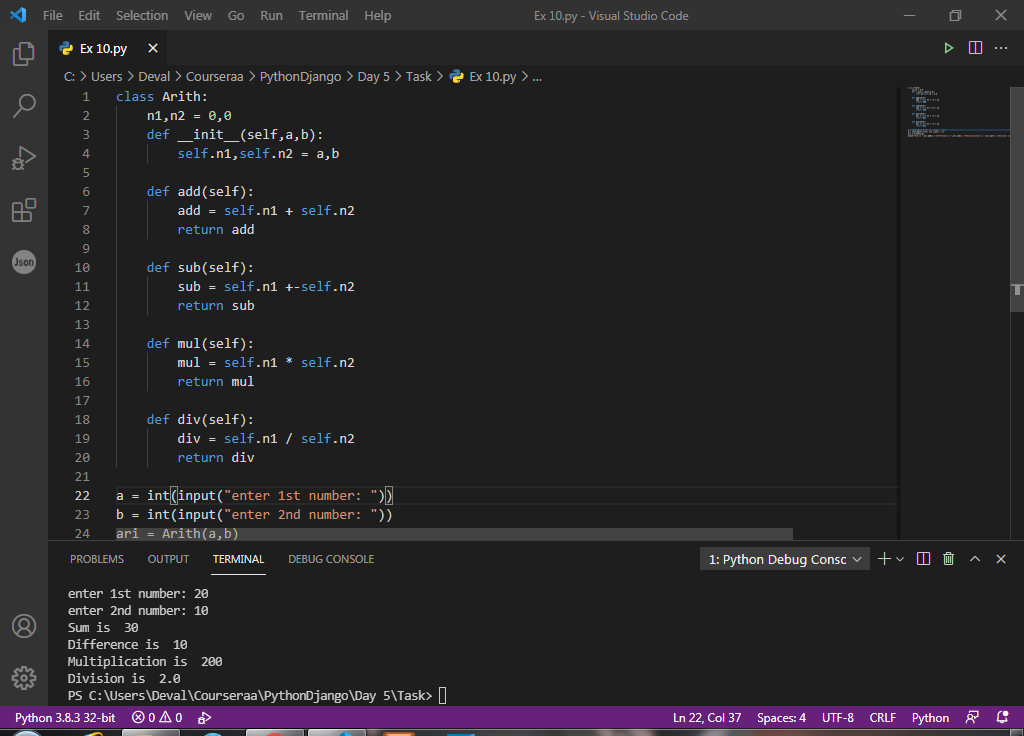 File Edit Selection View Go Run Terminal Help Ex 10.py - Visual Studio Code
Ex 10.py
C: > Users > Deval > Courseraa > PythonDjango > Day 5 > Task > Ex 10.py > ...
1 class Arith:
2 n1,n2 = 0,0
3 def __init__(self,a,b):
4 self.n1,self.n2 = a,b
5
6 def add(self):
7 add = self.n1 + self.n2
8 return add
9
10 def sub(self):
11 sub = self.n1 +-self.n2
12 return sub
13
14 def mul(self):
15 mul = self.n1 * self.n2
16 return mul
17
18 def div(self):
19 div = self.n1 / self.n2
20 return div
21
22 a = int(input("enter 1st number: "))
23 b = int(input("enter 2nd number: "))
24 ari = Arith(a,b)
Json
PROBLEMS OUTPUT TERMINAL DEBUG CONSOLE 1: Python Debug Consc
enter 1st number: 20
enter 2nd number: 10
Sum is  30
Difference is  10
Multiplication is  200
Division is  2.0
PS C:\Users\Deval\Courseraa\PythonDjango\Day 5\Task>
Python 3.8.3 32-bit 0 0 Ln 22, Col 37 Spaces: 4 UTF-8 CRLF Python